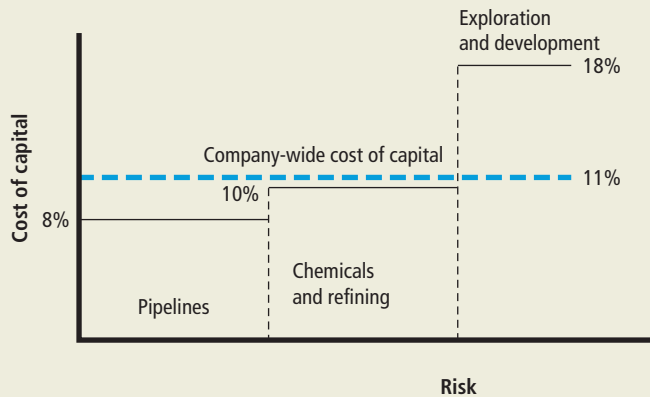 Exploration
and development
18%
Company-wide cost of capital
11%
10%
8%
Chemicals
and refining
Pipelines
Cost of capital
Risk